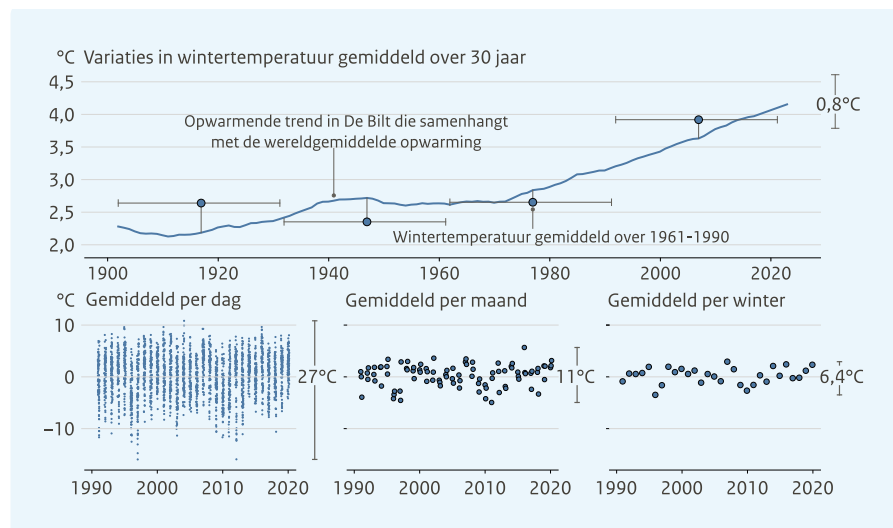 °C Variaties in wintertemperatuur gemiddeld over 30 jaar
4,5
4,0
0,8°C
Opwarmende trend in De Bilt die samenhangt
met de wereldgemiddelde opwarming
3,5
3,0
2,5
Wintertemperatuur gemiddeld over 1961-1990
2,0
1900 1920 1940 1960 1980 2000 2020
°C Gemiddeld per dag Gemiddeld per maand Gemiddeld per winter
10
0 27°C 11°C 6,4°C
−10
1990 2000 2010 2020 1990 2000 2010 2020 1990 2000 2010 2020